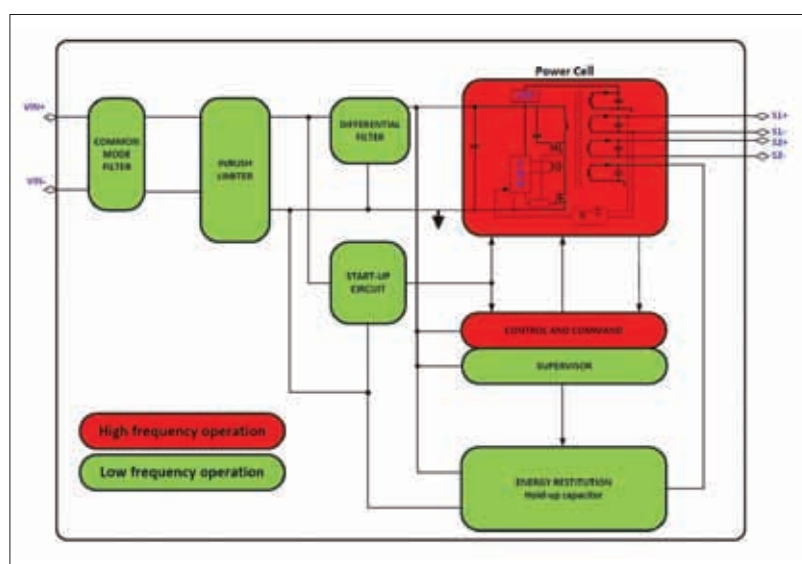 Power Cell
VIN+
VIN-
COMMON
MODE
FILTER
INRUSH
LIMITER
DIFFERENTIAL
FILTER
S1+
S1-
S2+
S2-
START-UP
CIRCUIT
CONTROL AND COMMAND
SUPERVISOR
High frequency operation
Low frequency operation
ENERGY RESTITUTION
Hold-up capacitor